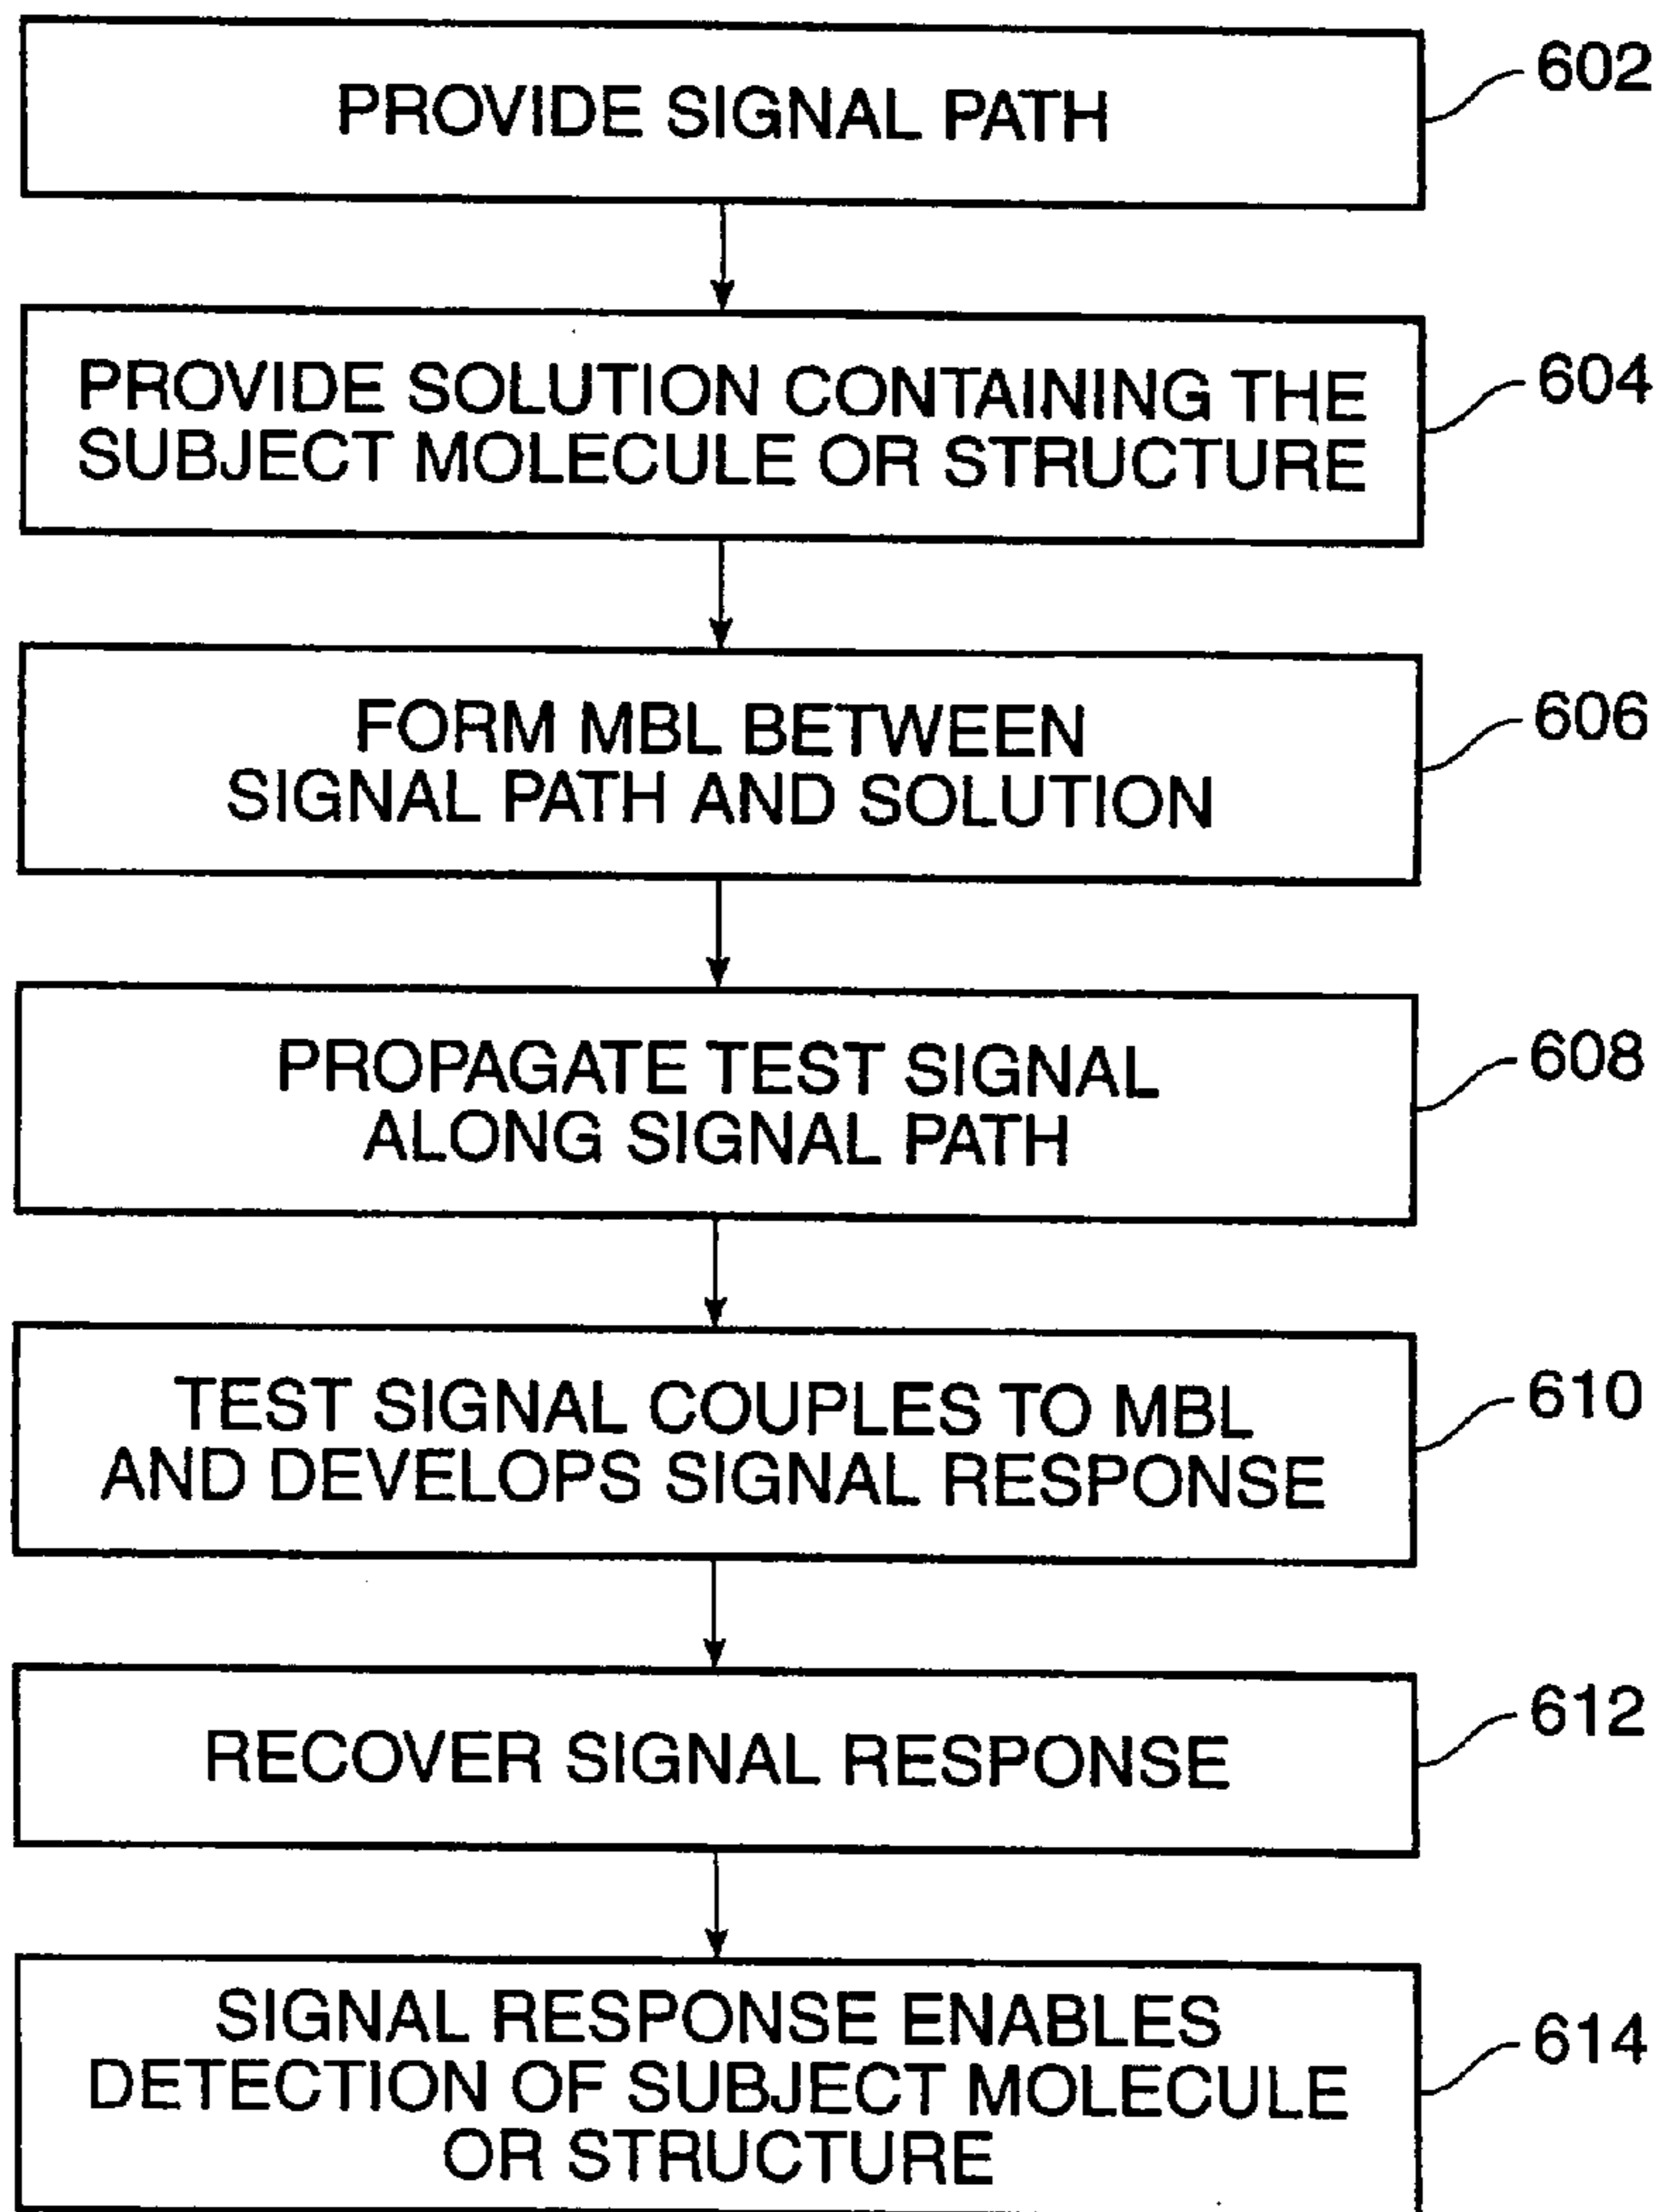 PROVIDE SIGNAL PATH
602
PROVIDE SOLUTION CONTAINING THE
SUBJECT MOLECULE OR STRUCTURE
604
FORM MBL BETWEEN
SIGNAL PATH AND SOLUTION
606
PROPAGATE TEST SIGNAL
ALONG SIGNAL PATH
608
TEST SIGNAL COUPLES TO MBL
AND DEVELOPS SIGNAL RESPONSE
610
RECOVER SIGNAL RESPONSE
612
SIGNAL RESPONSE ENABLES
DETECTION OF SUBJECT MOLECULE
OR STRUCTURE
614